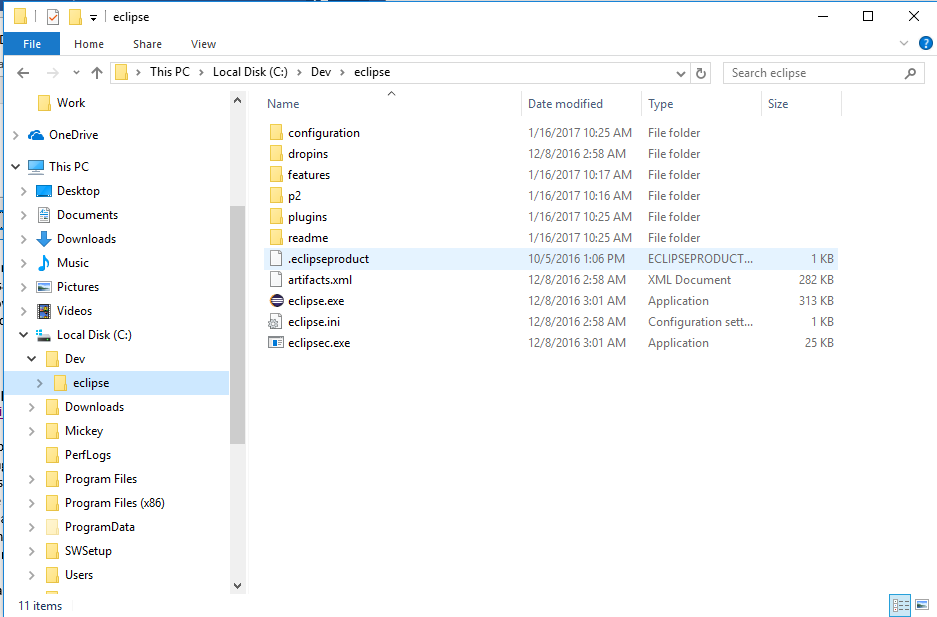 eclipse
File Home Share View
This PC Local Disk (C:) Dev eclipse Search eclipse
Work
OneDrive
This PC
Desktop
Documents
Downloads
Music
Pictures
Videos
Local Disk (C:)
Dev
eclipse
Downloads
Mickey
PerfLogs
Program Files
Program Files (x86)
ProgramData
SWSetup
Users
Name Date modified Type Size
configuration 1/16/2017 10:25 AM File folder
dropins 12/8/2016 2:58 AM File folder
features 1/16/2017 10:17 AM File folder
p2 1/16/2017 10:16 AM File folder
plugins 1/16/2017 10:25 AM File folder
readme 1/16/2017 10:25 AM File folder
.eclipseproduct 10/5/2016 1:06 PM ECLIPSEPRODUCT... 1 KB
artifacts.xml 12/8/2016 2:58 AM XML Document 282 KB
eclipse.exe 12/8/2016 3:01 AM Application 313 KB
eclipse.ini 12/8/2016 2:58 AM Configuration sett... 1 KB
eclipsec.exe 12/8/2016 3:01 AM Application 25 KB
11 items